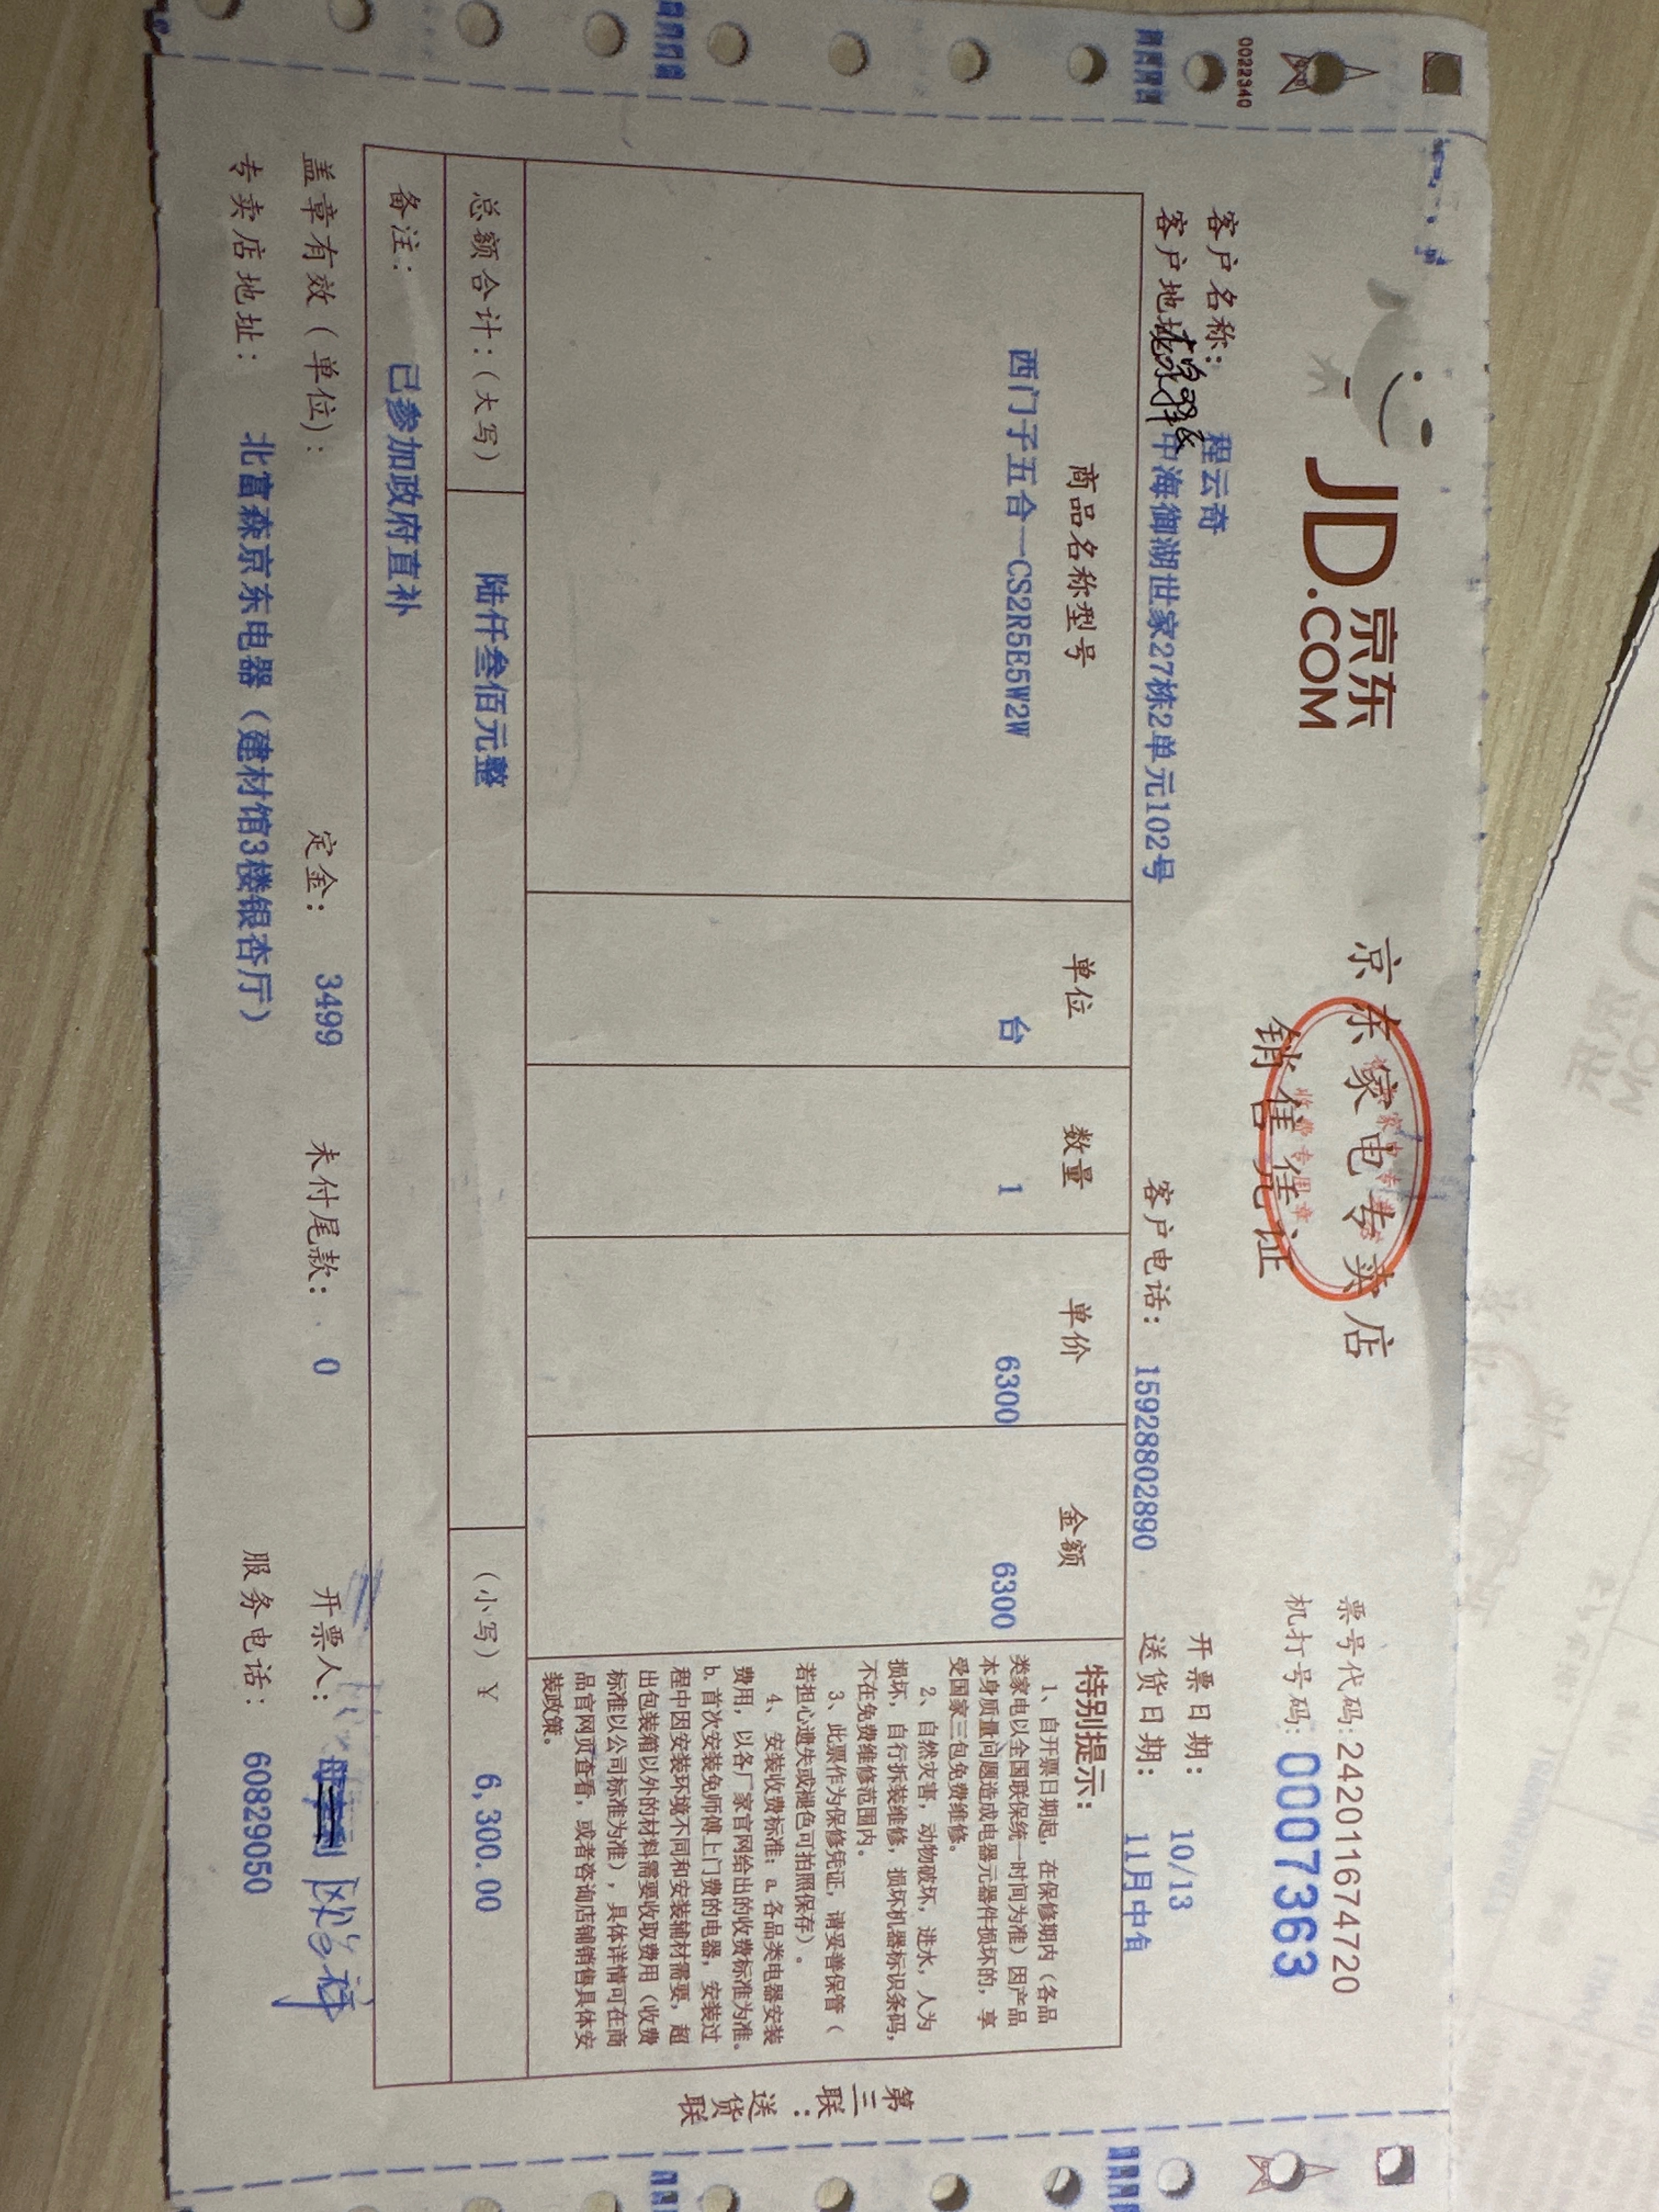 0022340
JD.COM 京东
京东家电专卖店
销售凭证
票号代码:242011674720
机打号码: 0007363
客户名称: 程云奇
开票日期: 10/13
客户地址 中海御湖世家27栋2单元102号
客户电话: 15928802890
送货日期: 11月中旬
商品名称型号 单位 数量 单价 金额
西门子五合一CS2R5E5W2W 台 1 6300 6300
特别提示:
1、自开票日期起，在保修期内（各品
类家电以全国联保统一时间为准）因产品
本身质量问题造成电器元器件损坏的，享
受国家三包免费维修。
2、自然灾害，动物破坏，进水，人为
损坏，自行拆装维修，损坏机器标识条码，
不在免费维修范围内。
3、此票作为保修凭证，请妥善保管（
若担心遗失或褪色可拍照保存）。
4、安装收费标准：a.各品类电器安装
费用，以各厂家官网给出的收费标准为准。
b.首次安装免师傅上门费的电器，安装过
程中因安装环境不同和安装辅材需要，超
出包装箱以外的材料需要收取费用（收费
标准以公司标准为准），具体详情可在商
品官网页查看，或者咨询店铺销售具体安
装政策。
总额合计:(大写) 陆仟叁佰元整 (小写) ¥ 6,300.00
备注: 已参加政府直补
盖章有效(单位): 定金: 3499 未付尾款: 0 开票人:
专卖店地址: 北富森京东电器（建材馆3楼银杏厅） 服务电话: 60829050
第三联:送货联